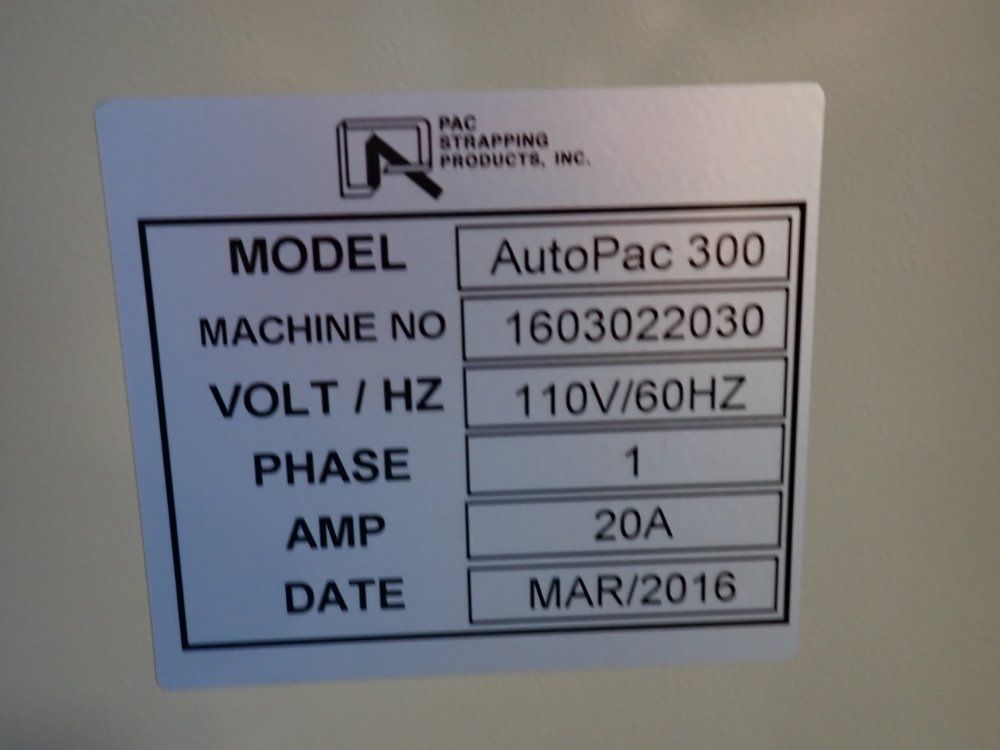 PAC
STRAPPING
PRODUCTS, INC.
MODEL AutoPac 300
MACHINE NO 1603022030
VOLT / HZ 110V/60HZ
PHASE 1
AMP 20A
DATE MAR/2016